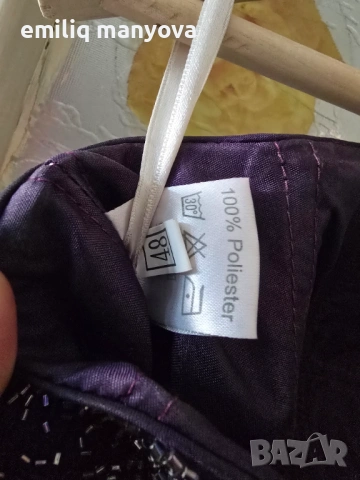 emiliq manyova
100% Poliester
30°
48
BAZAR